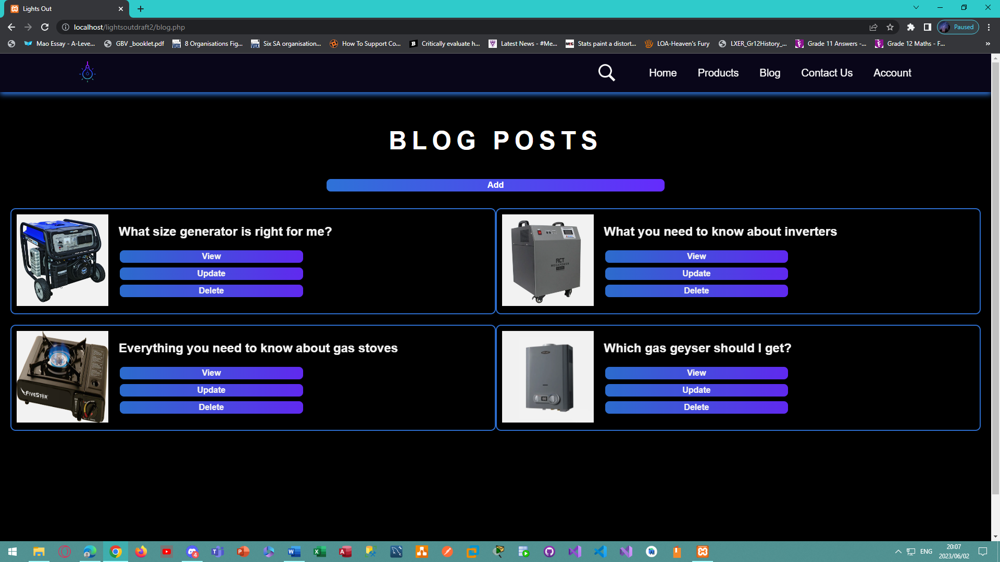 Lights Out
localhost/lightsoutdraft2/blog.php
Paused
Mao Essay - A-Leve...
GBV _booklet.pdf
8 Organisations Fig...
Six SA organisation...
How To Support Co...
Critically evaluate h...
Latest News - #Me...
Stats paint a distort...
LOA-Heaven's Fury
LXER_Gr12History_...
Grade 11 Answers -...
Grade 12 Maths - F...
»
Home
Products
Blog
Contact Us
Account
BLOG POSTS
Add
What size generator is right for me?
View
Update
Delete
What you need to know about inverters
RCT
MEGAPOWER
View
Update
Delete
Everything you need to know about gas stoves
FIVESTAR
View
Update
Delete
Which gas geyser should I get?
View
Update
Delete
4
ENG
20:07
2023/06/02